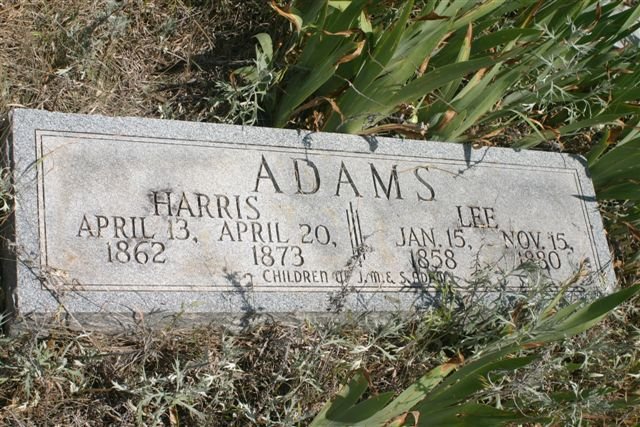 ADAMS
HARRIS
APRIL 13, APRIL 20,
1862 1873
LEE
JAN. 15, NOV. 15,
1858 1880
CHILDREN OF J.M. & S. ADAMS